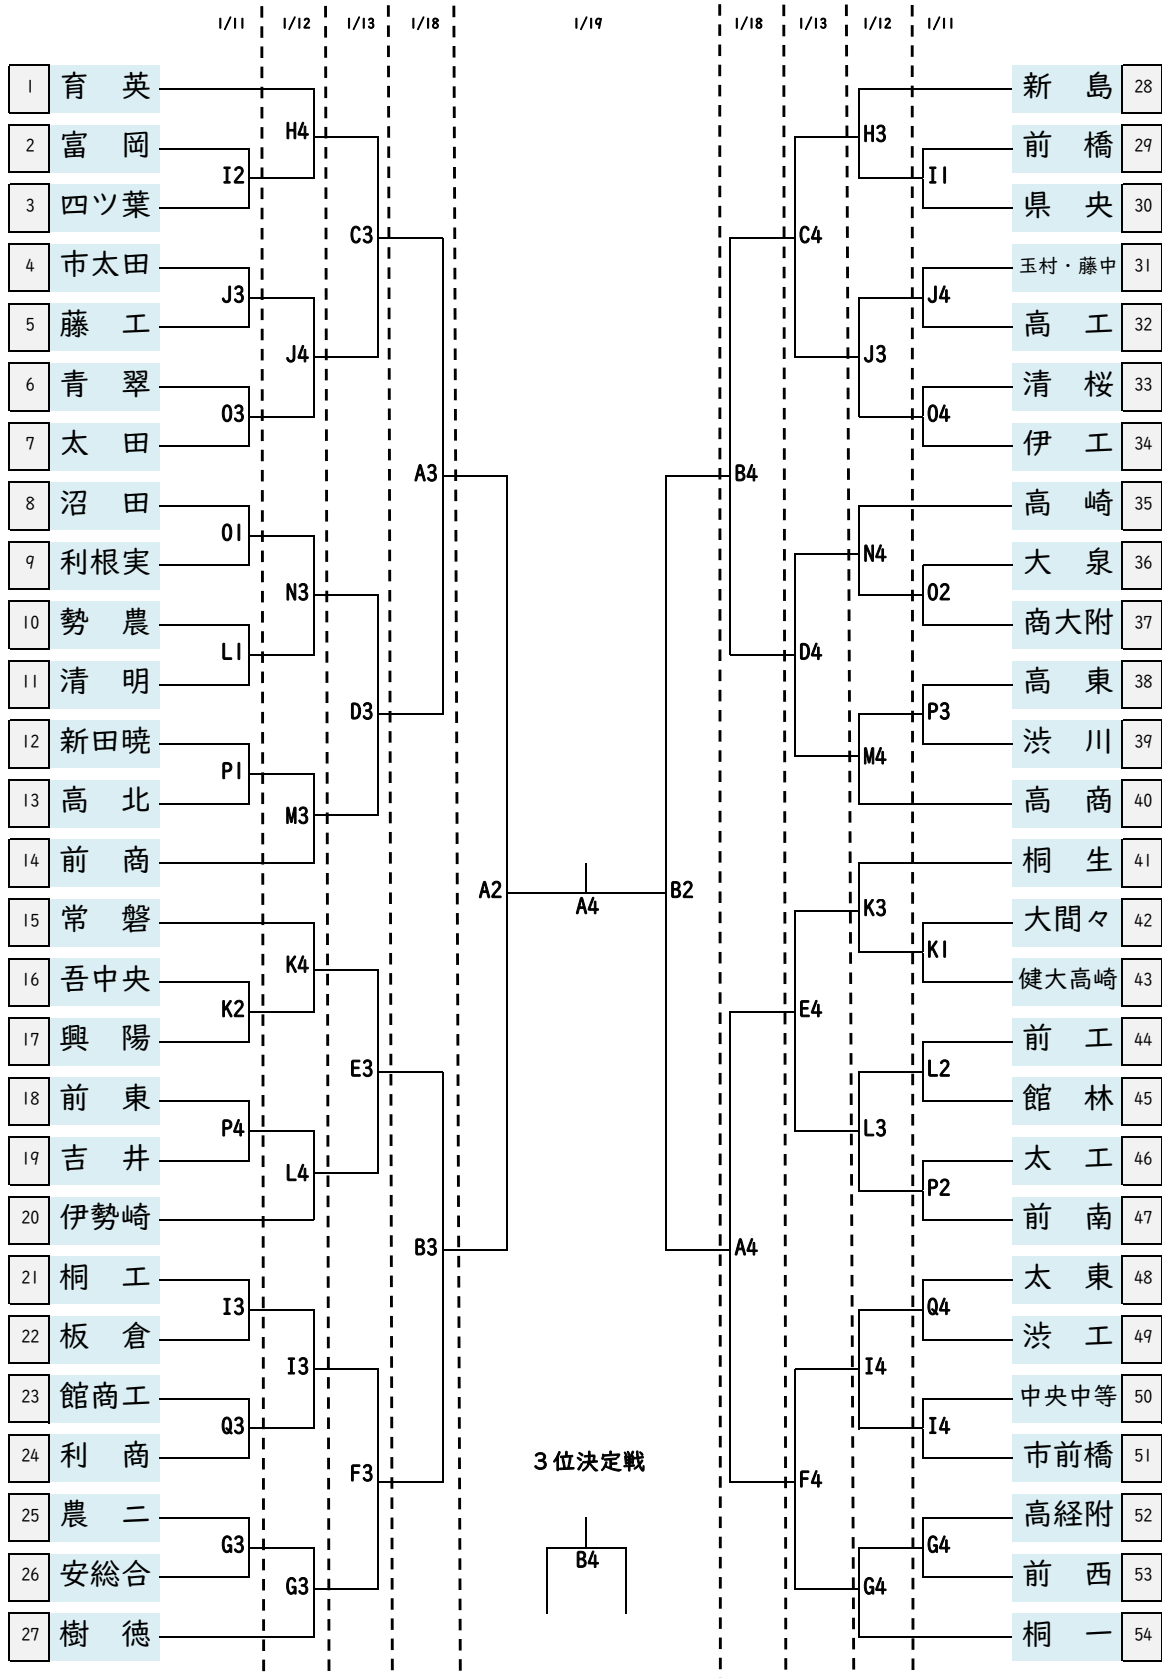 1/11 1/12 1/13 1/18 1/19 1/18 1/13 1/12 1/11
1 育英 新島 28
H4 H3
2 富岡 前橋 29
I2 I1
3 四ツ葉 県央 30
C3 C4
4 市太田 玉村・藤中 31
J3 J4
5 藤工 高工 32
J4 J3
6 青翠 清桜 33
O3 O4
7 太田 伊工 34
A3 B4
8 沼田 高崎 35
O1 N4
9 利根実 大泉 36
N3 O2
10 勢農 商大附 37
L1 D4
11 清明 高東 38
D3 P3
12 新田暁 渋川 39
P1 M4
13 高北 高商 40
M3
14 前商 桐生 41
A2 A4 B2
K3
15 常磐 大間々 42
K4 K1
16 吾中央 健大高崎 43
K2 E4
17 興陽 前工 44
E3 L2
18 前東 館林 45
P4 L3
19 吉井 太工 46
L4 P2
20 伊勢崎 前南 47
B3 A4
21 桐工 太東 48
I3 Q4
22 板倉 渋工 49
I3 I4
23 館商工 中央中等 50
Q3 I4
24 利商 市前橋 51
3位決定戦
F3 F4
25 農二 高経附 52
G3 B4 G4
26 安総合 前西 53
G3 G4
27 樹徳 桐一 54